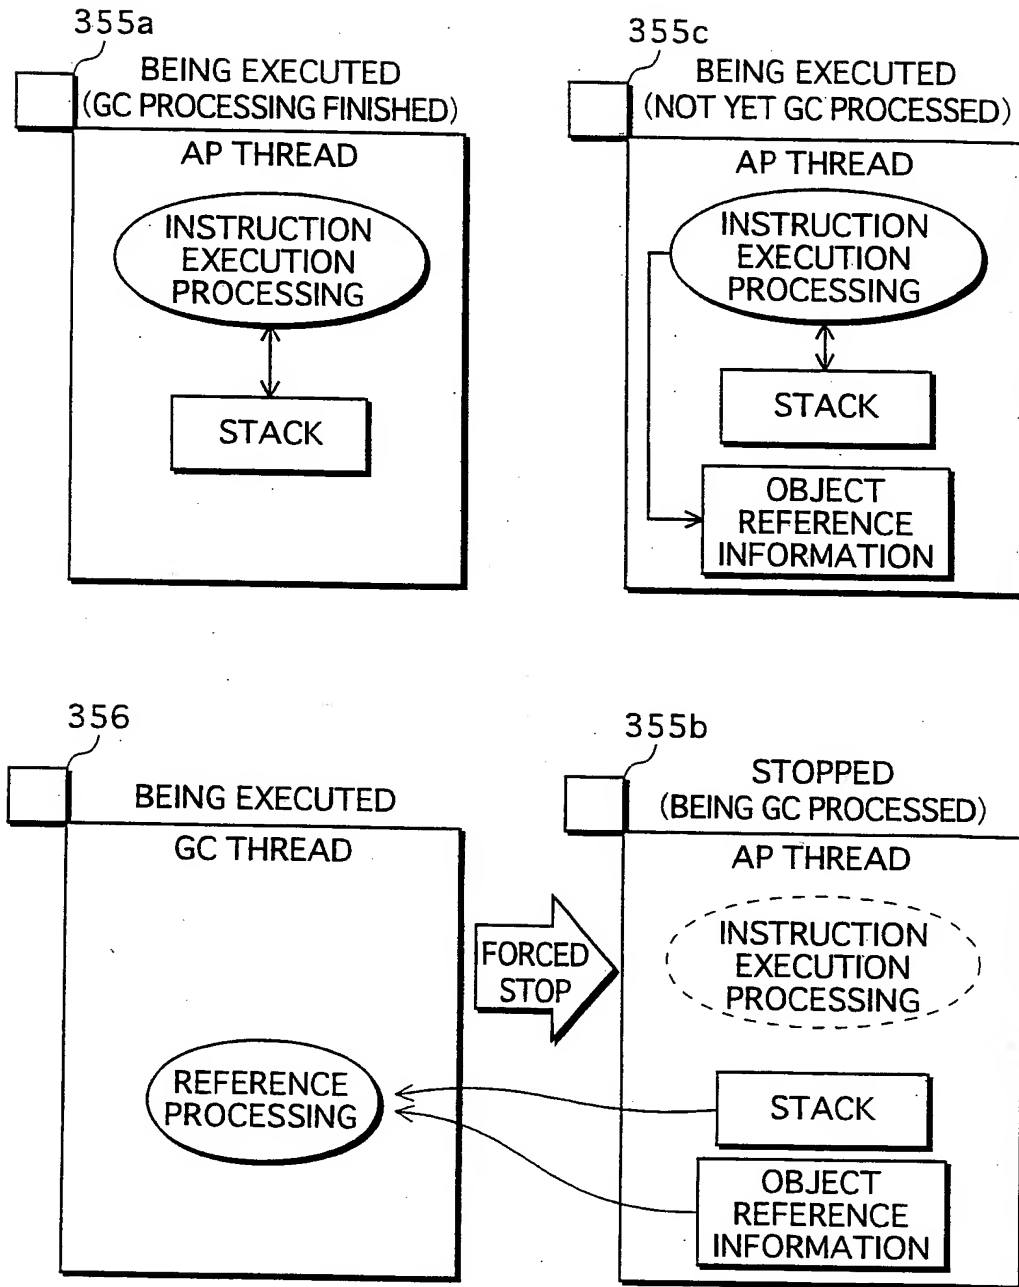 355a
BEING EXECUTED
(GC PROCESSING FINISHED)
AP THREAD
INSTRUCTION
EXECUTION
PROCESSING
STACK
355c
BEING EXECUTED
(NOT YET GC PROCESSED)
AP THREAD
INSTRUCTION
EXECUTION
PROCESSING
STACK
OBJECT
REFERENCE
INFORMATION
356
BEING EXECUTED
GC THREAD
REFERENCE
PROCESSING
FORCED
STOP
355b
STOPPED
(BEING GC PROCESSED)
AP THREAD
INSTRUCTION
EXECUTION
PROCESSING
STACK
OBJECT
REFERENCE
INFORMATION